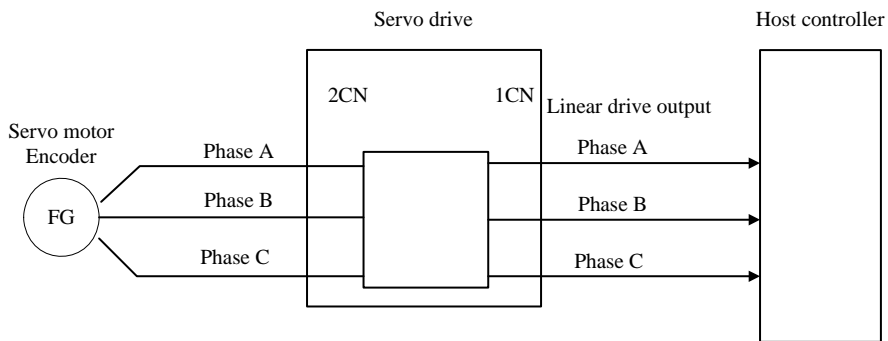 Servo drive
Host controller
2CN
1CN
Linear drive output
Servo motor
Encoder
Phase A
Phase A
FG
Phase B
Phase B
Phase C
Phase C